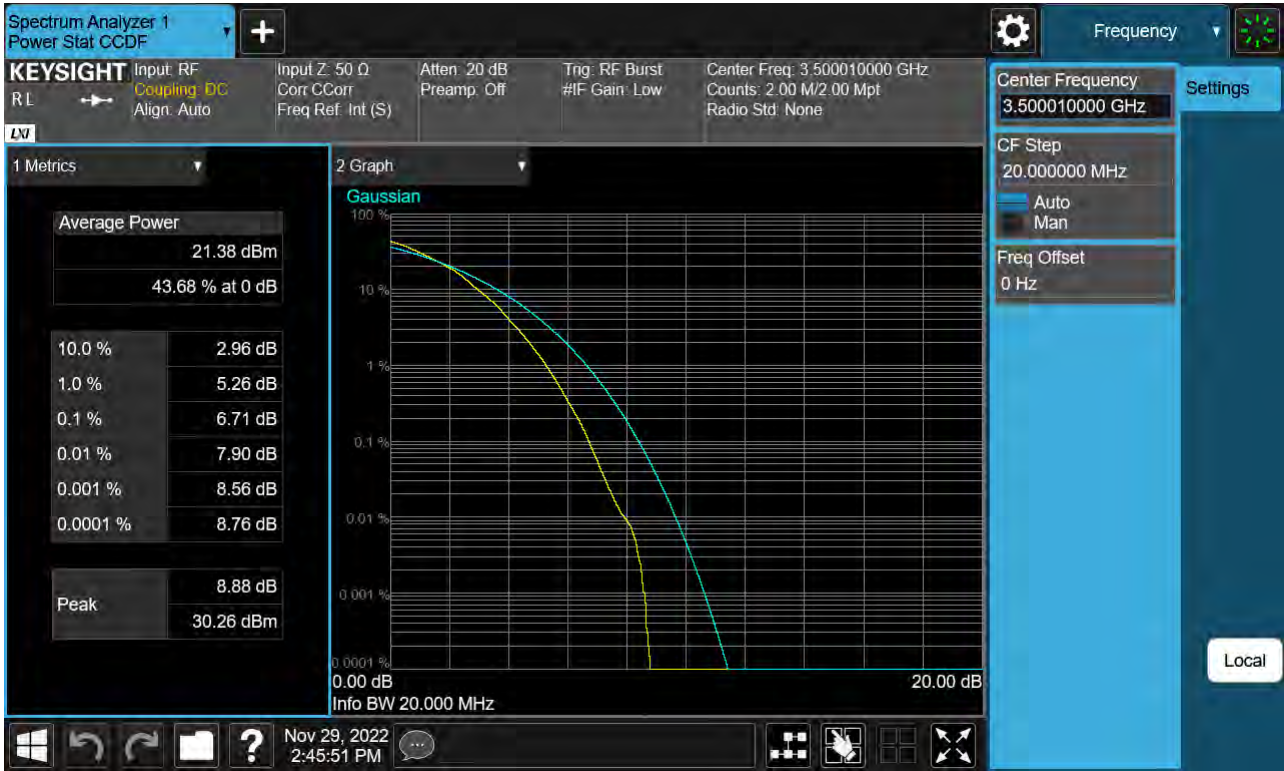 Spectrum Analyzer 1
Power Stat CCDF
+
Frequency
KEYSIGHT
R L
LXI
Input: RF
Coupling: DC
Align: Auto
Input Z: 50 Ω
Corr CCorr
Freq Ref: Int (S)
Atten: 20 dB
Preamp: Off
Trig: RF Burst
#IF Gain: Low
Center Freq: 3.500010000 GHz
Counts: 2.00 M/2.00 Mpt
Radio Std: None
1 Metrics
Average Power
21.38 dBm
43.68 % at 0 dB
10.0 % 2.96 dB
1.0 % 5.26 dB
0.1 % 6.71 dB
0.01 % 7.90 dB
0.001 % 8.56 dB
0.0001 % 8.76 dB
Peak
8.88 dB
30.26 dBm
2 Graph
Gaussian
100 %
10 %
1 %
0.1 %
0.01 %
0.001 %
0.0001 %
0.00 dB 20.00 dB
Info BW 20.000 MHz
Center Frequency
3.500010000 GHz
CF Step
20.000000 MHz
Auto
Man
Freq Offset
0 Hz
Settings
Local
?
Nov 29, 2022
2:45:51 PM